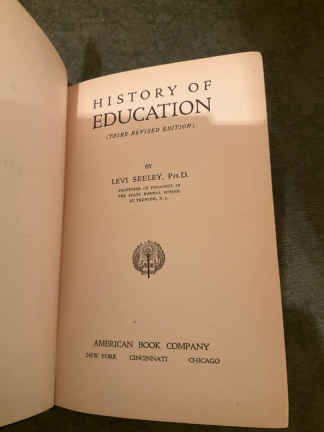 HISTORY OF
EDUCATION
(THIRD REVISED EDITION)
BY
LEVI SEELEY, PH.D.
PROFESSOR OF PEDAGOGY IN
THE STATE NORMAL SCHOOL
AT TRENTON, N. J.
AMERICAN BOOK COMPANY
NEW YORK CINCINNATI CHICAGO